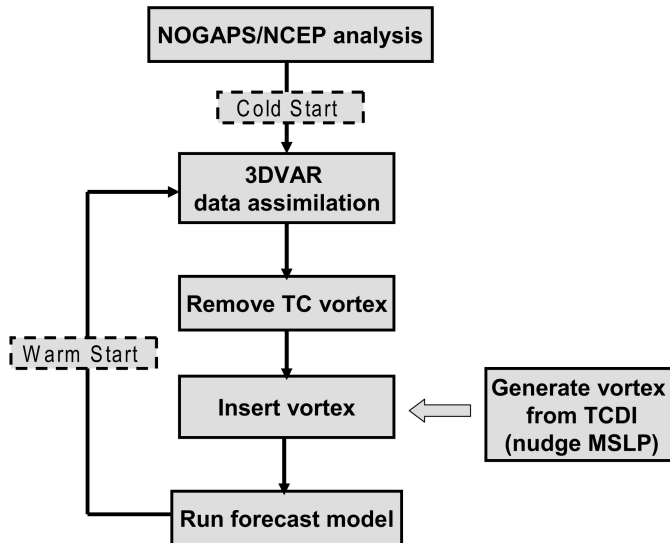 NOGAPS/NCEP analysis
Cold Start
3DVAR
data assimilation
Remove TC vortex
Warm Start
Insert vortex
Generate vortex
from TCDI
(nudge MSLP)
Run forecast model